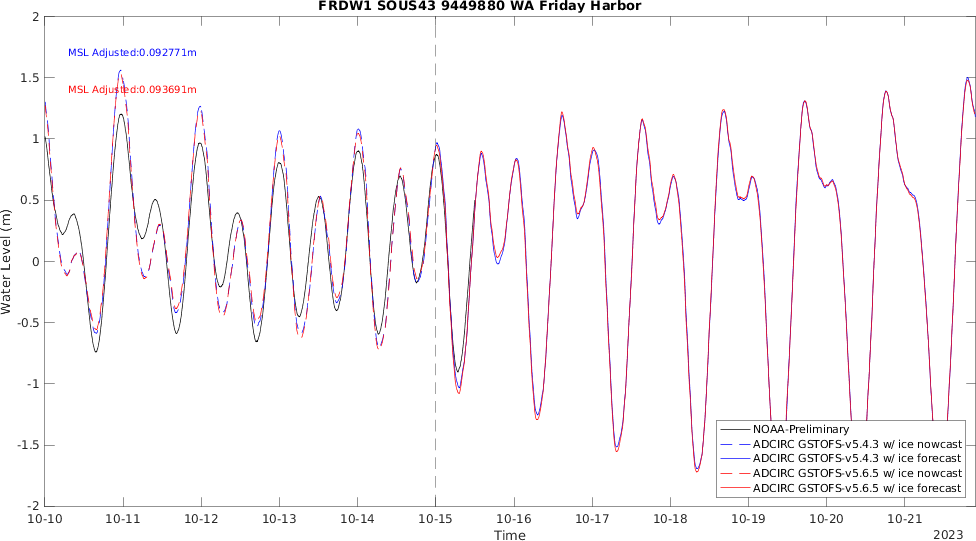 FRDW1 SOUS43 9449880 WA Friday Harbor
2
1.5
1
0.5
0
-0.5
-1
-1.5
-2
Water Level (m)
MSL Adjusted:0.092771m
MSL Adjusted:0.093691m
NOAA-Preliminary
ADCIRC GSTOFS-v5.4.3 w/ ice nowcast
ADCIRC GSTOFS-v5.4.3 w/ ice forecast
ADCIRC GSTOFS-v5.6.5 w/ ice nowcast
ADCIRC GSTOFS-v5.6.5 w/ ice forecast
10-10 10-11 10-12 10-13 10-14 10-15 10-16 10-17 10-18 10-19 10-20 10-21
Time
2023